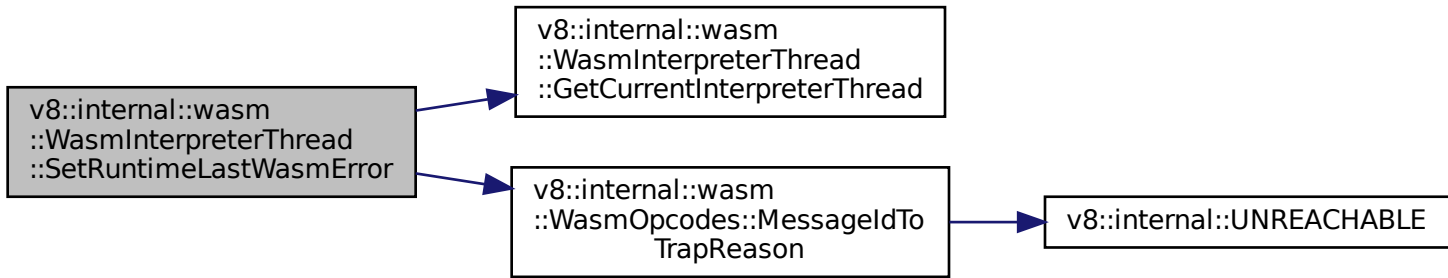 v8::internal::wasm
::WasmInterpreterThread
::SetRuntimeLastWasmError
v8::internal::wasm
::WasmInterpreterThread
::GetCurrentInterpreterThread
v8::internal::wasm
::WasmOpcodes::MessageIdTo
TrapReason
v8::internal::UNREACHABLE